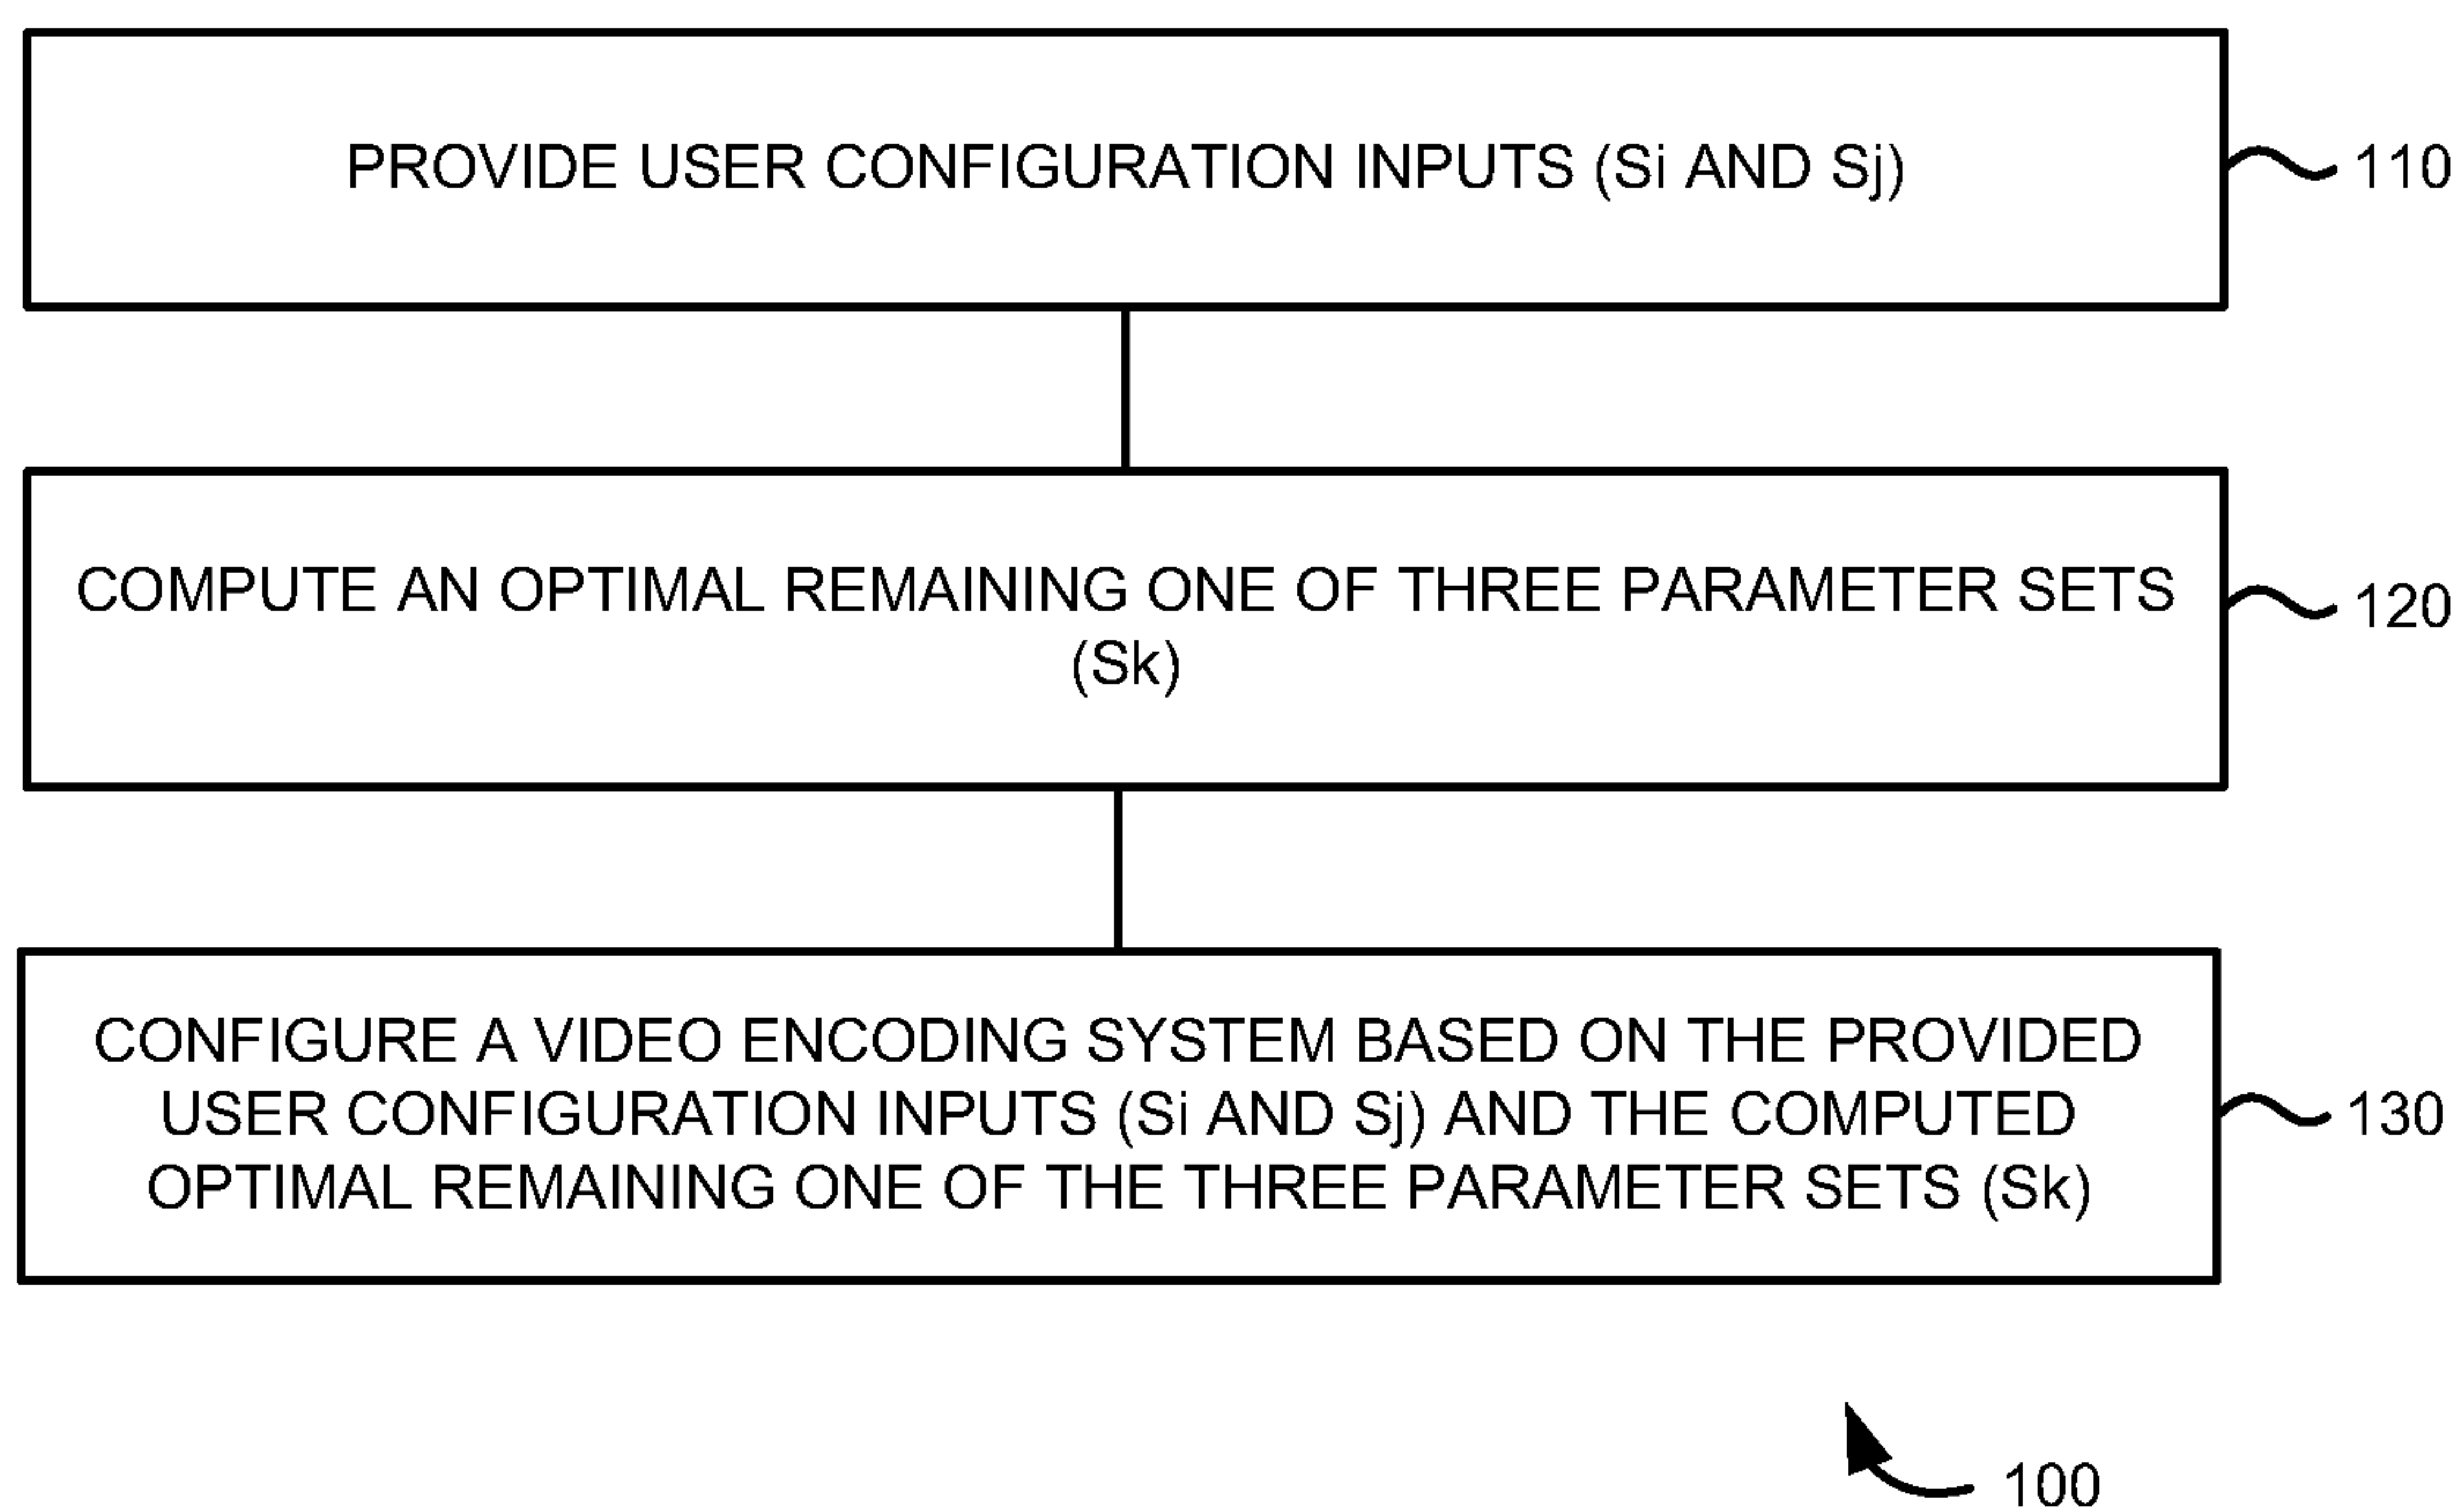 PROVIDE USER CONFIGURATION INPUTS (Si AND Sj)
110
COMPUTE AN OPTIMAL REMAINING ONE OF THREE PARAMETER SETS
(Sk)
120
CONFIGURE A VIDEO ENCODING SYSTEM BASED ON THE PROVIDED
USER CONFIGURATION INPUTS (Si AND Sj) AND THE COMPUTED
OPTIMAL REMAINING ONE OF THE THREE PARAMETER SETS (Sk)
130
100